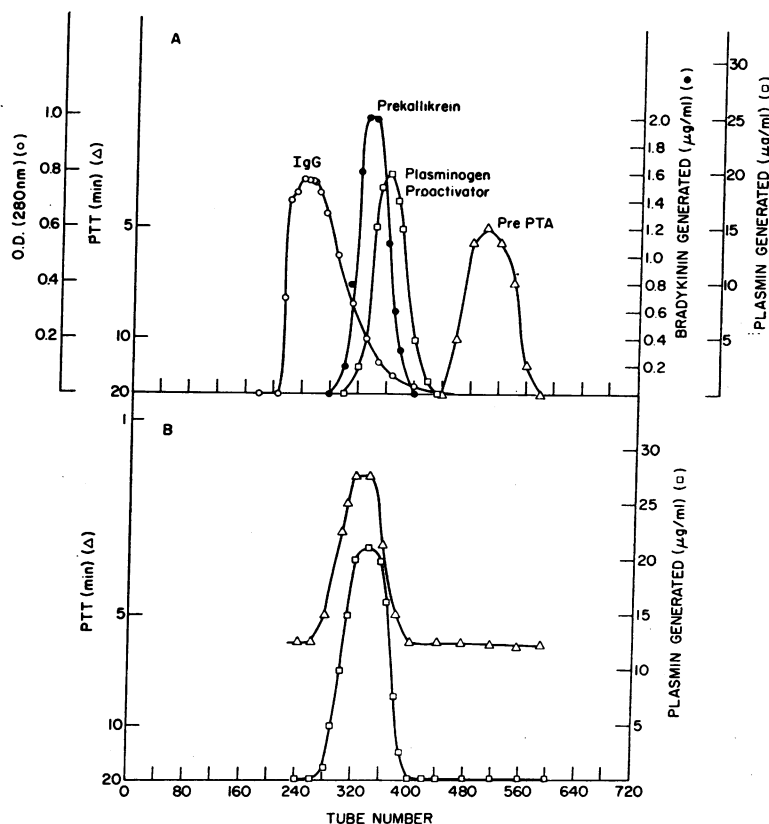 A
O.D. (280nm) (o)
1.0
0.8
0.6
0.4
0.2
PTT (min) (Δ)
5
10
20
IgG
Prekallikrein
Plasminogen
Proactivator
Pre PTA
BRADYKININ GENERATED (μg/ml) (●)
2.0
1.6
1.4
1.2
1.0
0.8
0.6
0.4
0.2
PLASMIN GENERATED (μg/ml) (□)
30
25
20
15
10
5
B
PTT (min) (Δ)
1
5
10
20
PLASMIN GENERATED (μg/ml) (□)
30
25
20
15
10
5
0 80 160 240 320 400 480 560 640 720
TUBE NUMBER